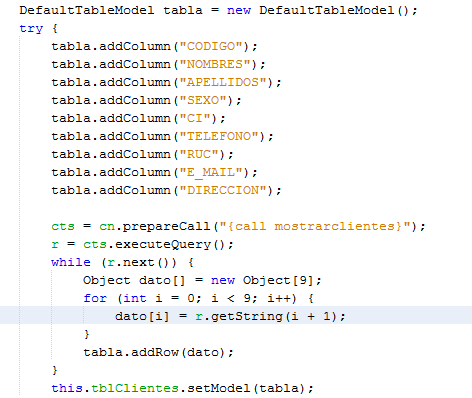 DefaultTableModel tabla = new DefaultTableModel();
try {
    tabla.addColumn("CODIGO");
    tabla.addColumn("NOMBRES");
    tabla.addColumn("APELLIDOS");
    tabla.addColumn("SEXO");
    tabla.addColumn("CI");
    tabla.addColumn("TELEFONO");
    tabla.addColumn("RUC");
    tabla.addColumn("E_MAIL");
    tabla.addColumn("DIRECCION");

    cts = cn.prepareCall("{call mostrarclientes}");
    r = cts.executeQuery();
    while (r.next()) {
        Object dato[] = new Object[9];
        for (int i = 0; i < 9; i++) {
            dato[i] = r.getString(i + 1);
        }
        tabla.addRow(dato);
    }
    this.tblClientes.setModel(tabla);